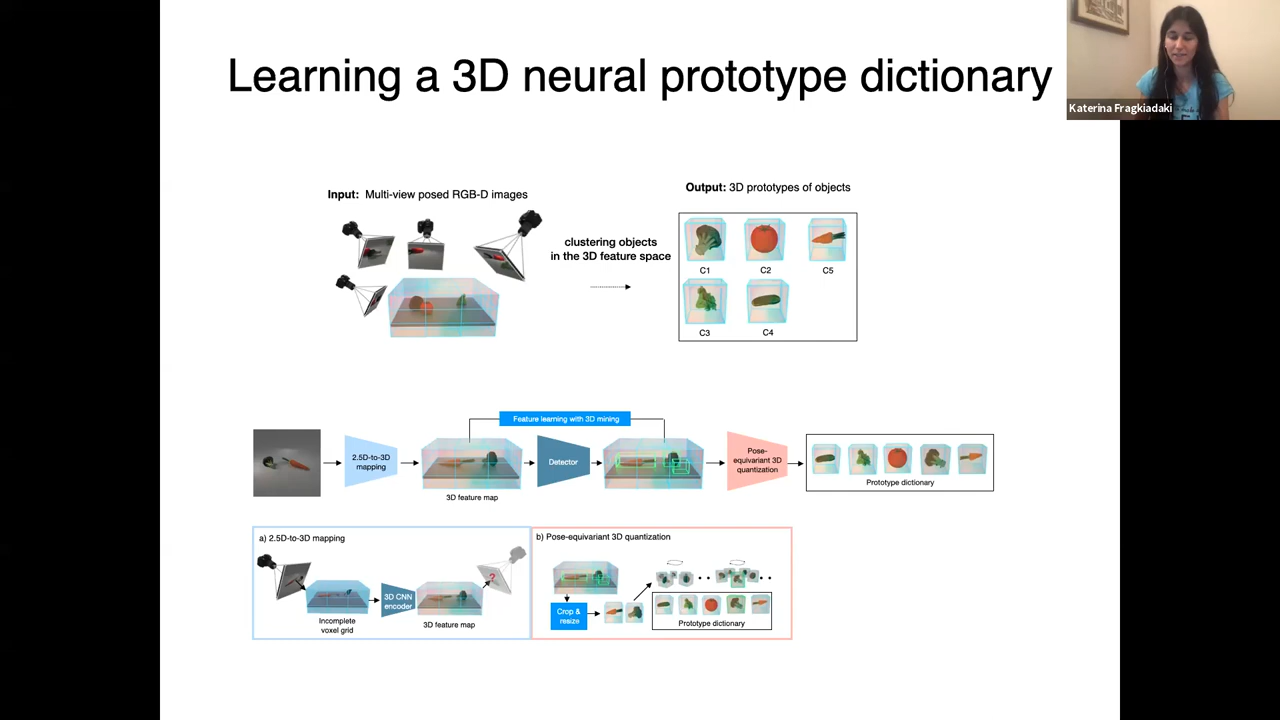 Learning a 3D neural prototype dictionary
Katerina Fragkiadaki
Input: Multi-view posed RGB-D images
Output: 3D prototypes of objects
clustering objects
in the 3D feature space
C1
C2
C5
C3
C4
Feature learning with 3D mining
2.5D-to-3D
mapping
3D feature map
Detector
Pose-
equivariant 3D
quantization
Prototype dictionary
a) 2.5D-to-3D mapping
Incomplete
voxel grid
3D CNN
encoder
3D feature map
?
b) Pose-equivariant 3D quantization
Crop &
resize
Prototype dictionary